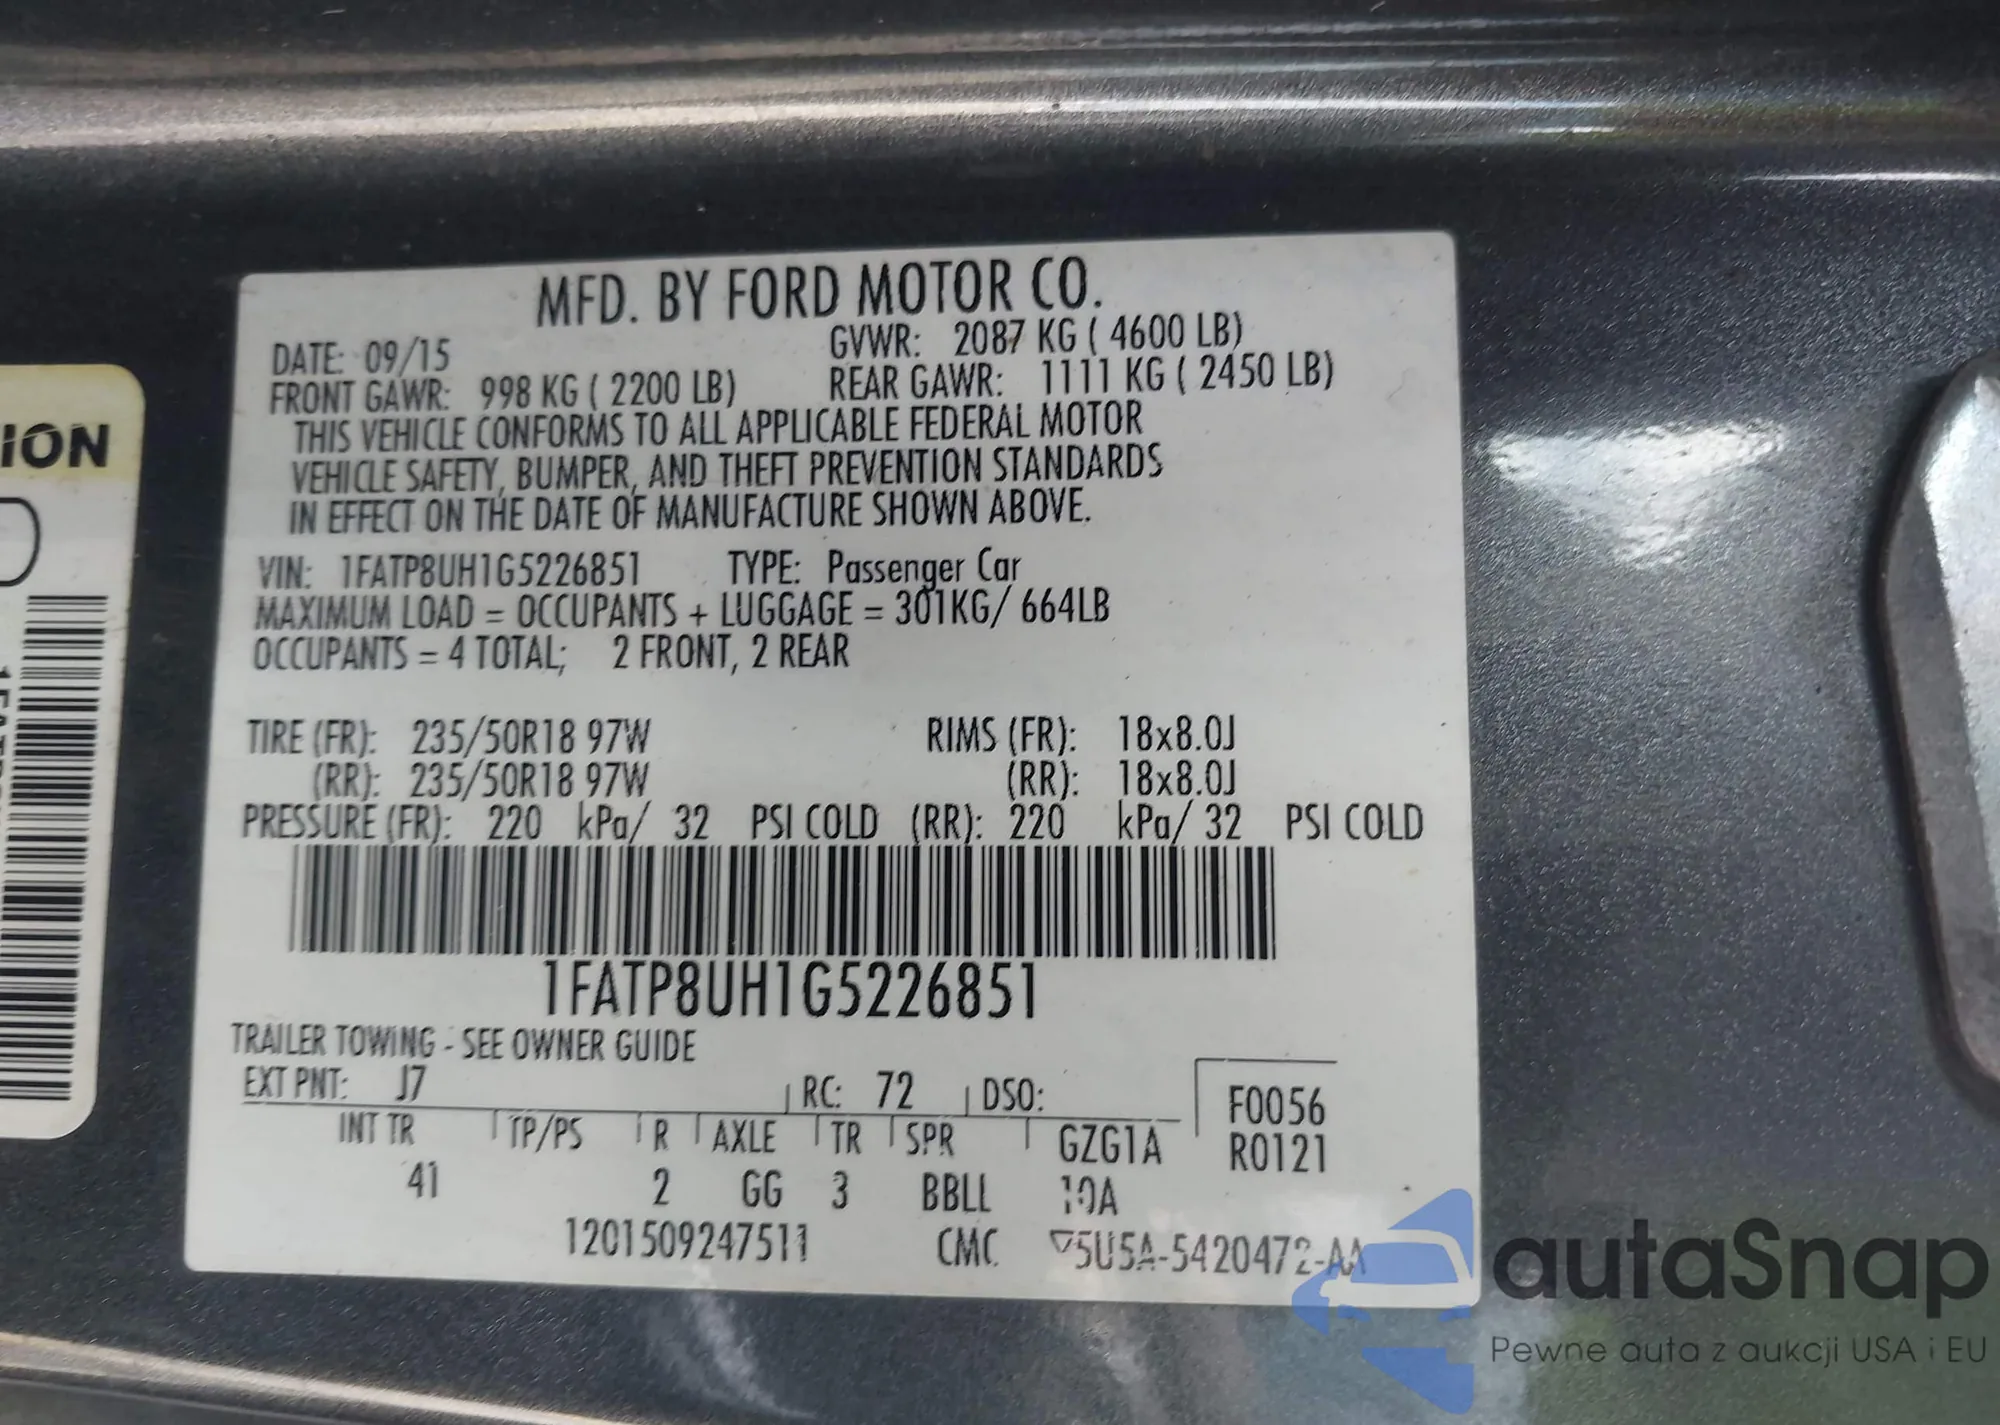 ION
MFD. BY FORD MOTOR CO.
DATE: 09/15 GVWR: 2087 KG ( 4600 LB)
FRONT GAWR: 998 KG ( 2200 LB) REAR GAWR: 1111 KG ( 2450 LB)
THIS VEHICLE CONFORMS TO ALL APPLICABLE FEDERAL MOTOR
VEHICLE SAFETY, BUMPER, AND THEFT PREVENTION STANDARDS
IN EFFECT ON THE DATE OF MANUFACTURE SHOWN ABOVE.
VIN: 1FATP8UH1G5226851 TYPE: Passenger Car
MAXIMUM LOAD = OCCUPANTS + LUGGAGE = 301KG/ 664LB
OCCUPANTS = 4 TOTAL; 2 FRONT, 2 REAR
TIRE (FR): 235/50R18 97W RIMS (FR): 18x8.0J
(RR): 235/50R18 97W (RR): 18x8.0J
PRESSURE (FR): 220 kPa/ 32 PSI COLD (RR): 220 kPa/ 32 PSI COLD
1FATP8UH1G5226851
TRAILER TOWING - SEE OWNER GUIDE
EXT PNT: J7 RC: 72 DSO: F0056
INT TR TP/PS R AXLE TR SPR GZG1A R0121
41 2 GG 3 BBLL 10A
1201509247511 CMC 5U5A-5420472-AA
autaSnap
Pewne auta z aukcji USA i EU